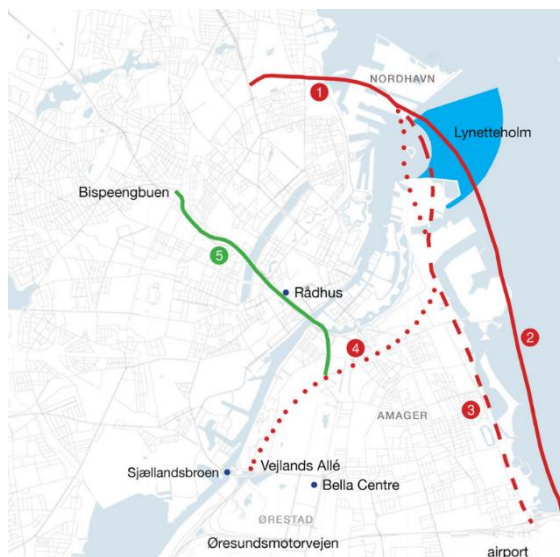 NORDHAVN
1
Lynetteholm
Bispeengbuen
5
Rådhus
2
4
3
AMAGER
Sjællandsbroen
Vejlands Allé
Bella Centre
ØRESTAD
Øresundsmotorvejen
airport